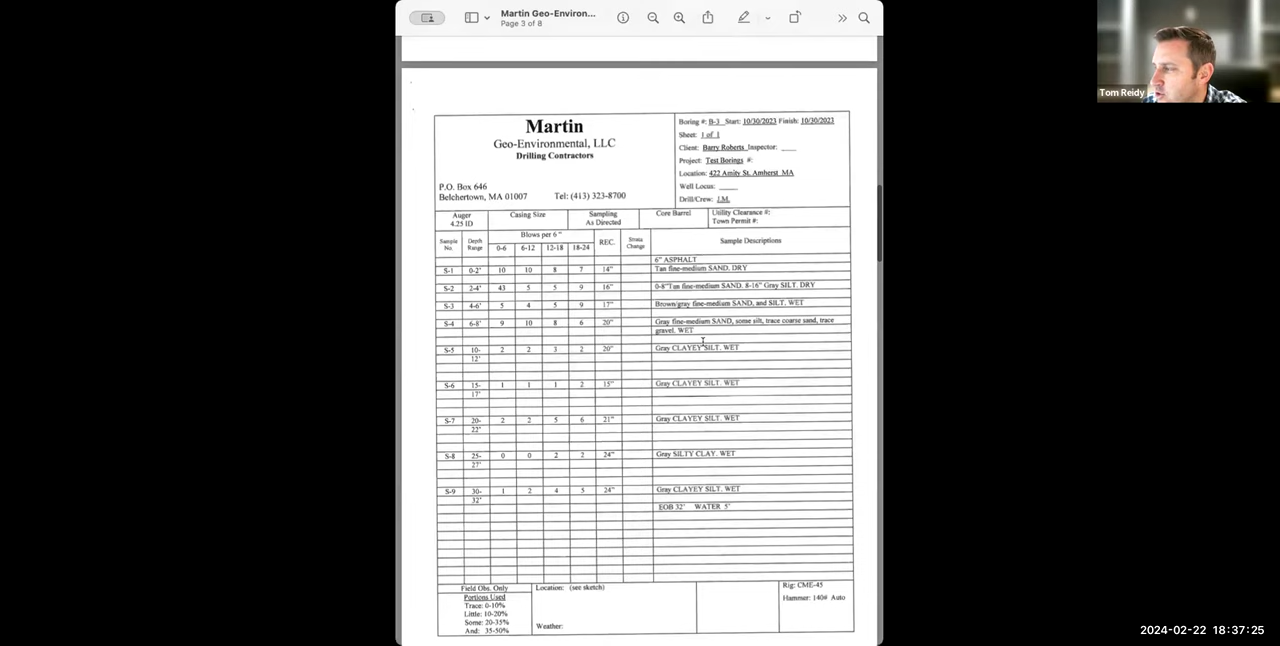 Martin Geo-Environ...
Page 3 of 8
Tom Reidy
Martin
Geo-Environmental, LLC
Drilling Contractors
P.O. Box 646
Belchertown, MA 01007 Tel: (413) 323-8700
Boring #: B-3 Start: 10/30/2023 Finish: 10/30/2023
Sheet: 1 of 1
Client: Barry Roberts Inspector: ____
Project: Test Borings #:
Location: 422 Amity St. Amherst MA
Well Locus: ____
Drill/Crew: J.M.
Auger
4.25 ID
Casing Size
Sampling
As Directed
Core Barrel
Utility Clearance #:
Town Permit #:
Sample
No.
Depth
Range
Blows per 6"
0-6 6-12 12-18 18-24
REC.
Strata
Change
Sample Descriptions
6" ASPHALT
S-1 0-2' 10 10 8 7 14" Tan fine-medium SAND. DRY
S-2 2-4' 43 5 5 9 16" 0-8"Tan fine-medium SAND. 8-16" Gray SILT. DRY
S-3 4-6' 5 4 5 9 17" Brown/gray fine-medium SAND, and SILT. WET
S-4 6-8' 9 10 8 6 20" Gray fine-medium SAND, some silt, trace coarse sand, trace
gravel. WET
S-5 10- 2 2 3 2 20" Gray CLAYEY SILT. WET
12'
S-6 15- 1 1 1 2 15" Gray CLAYEY SILT. WET
17'
S-7 20- 2 2 5 6 21" Gray CLAYEY SILT. WET
22'
S-8 25- 0 0 2 2 24" Gray SILTY CLAY. WET
27'
S-9 30- 1 2 4 5 24" Gray CLAYEY SILT. WET
32'
EOB 32' WATER 5'
Field Obs. Only
Portions Used
Trace: 0-10%
Little: 10-20%
Some: 20-35%
And: 35-50%
Location: (see sketch)
Weather:
Rig: CME-45
Hammer: 140# Auto
2024-02-22 18:37:25